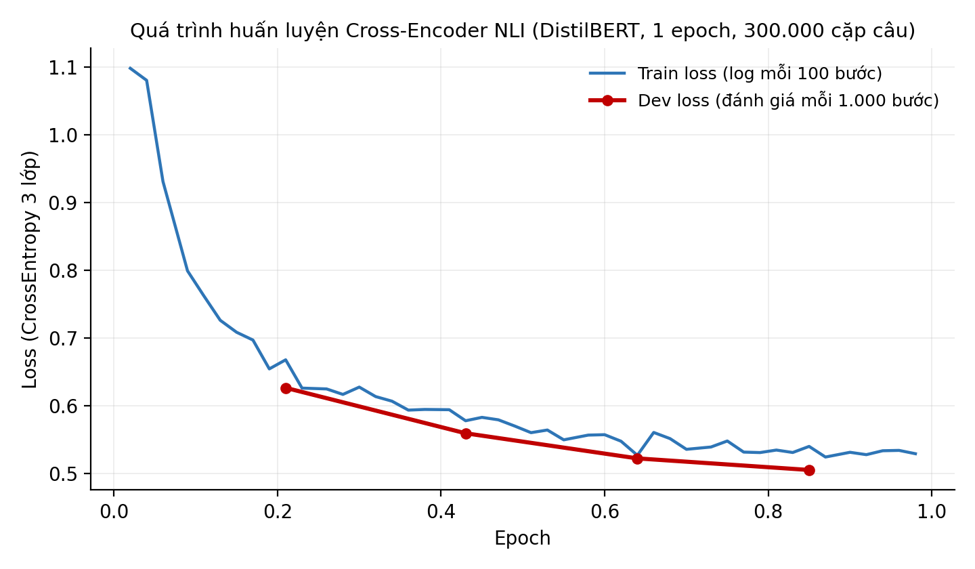 Quá trình huấn luyện Cross-Encoder NLI (DistilBERT, 1 epoch, 300.000 cặp câu)
Train loss (log mỗi 100 bước)
Dev loss (đánh giá mỗi 1.000 bước)
Loss (CrossEntropy 3 lớp)
1.1
1.0
0.9
0.8
0.7
0.6
0.5
0.0
0.2
0.4
0.6
0.8
1.0
Epoch